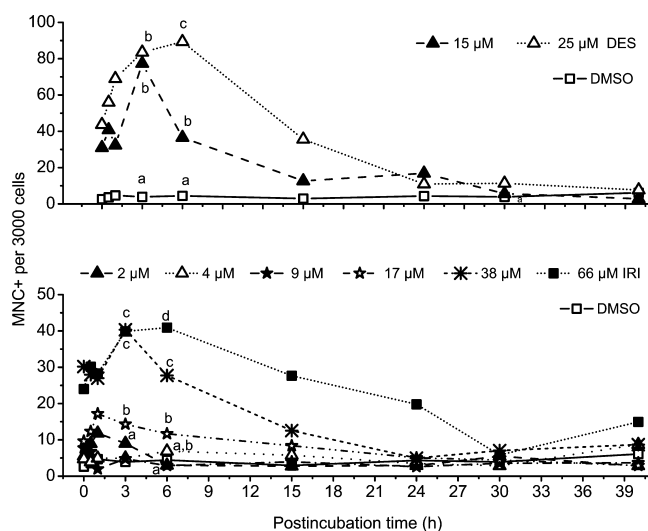 15 µM
25 µM DES
DMSO
100
80
60
40
20
0
b
c
b
b
a
a
a
MNC+ per 3000 cells
2 µM
4 µM
9 µM
17 µM
38 µM
66 µM IRI
DMSO
50
40
30
20
10
0
c
d
c
c
b
b
a
a,b
a
0 3 6 9 12 15 18 21 24 27 30 33 36 39
Postincubation time (h)